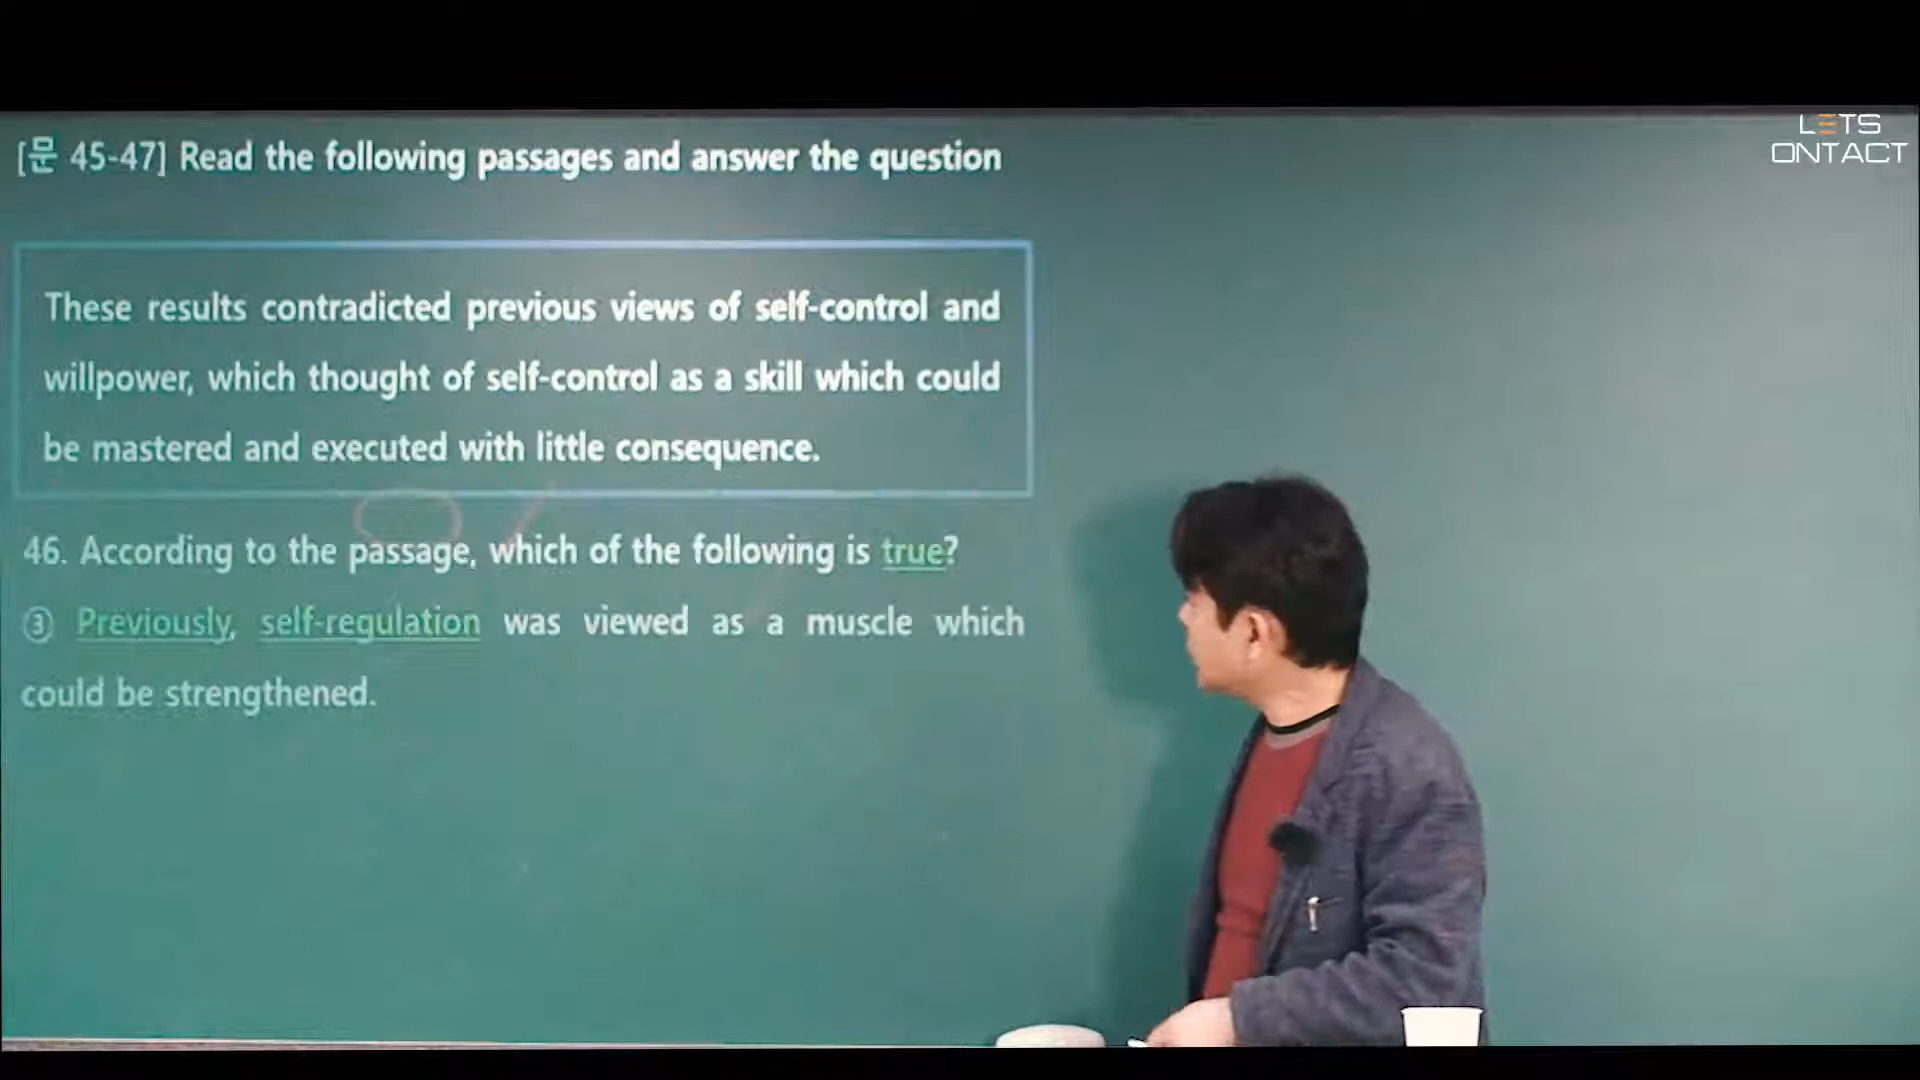 LETS
ONTACT
[문 45-47] Read the following passages and answer the question
These results contradicted previous views of self-control and
willpower, which thought of self-control as a skill which could
be mastered and executed with little consequence.
46. According to the passage, which of the following is true?
③ Previously, self-regulation was viewed as a muscle which
could be strengthened.